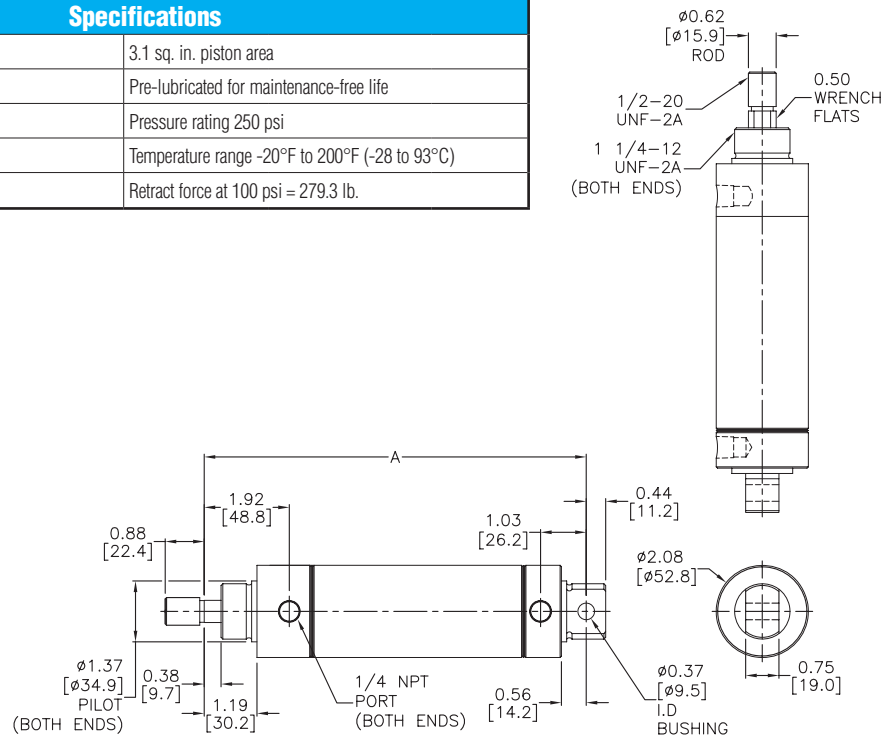 Specifications
3.1 sq. in. piston area
Pre-lubricated for maintenance-free life
Pressure rating 250 psi
Temperature range -20°F to 200°F (-28 to 93°C)
Retract force at 100 psi = 279.3 lb.
ø0.62
[ø15.9]
ROD
1/2-20
UNF-2A
0.50
WRENCH
FLATS
1 1/4-12
UNF-2A
(BOTH ENDS)
A
1.92
[48.8]
0.88
[22.4]
1.03
[26.2]
0.44
[11.2]
ø2.08
[ø52.8]
ø1.37
[ø34.9]
PILOT
(BOTH ENDS)
0.38
[9.7]
1.19
[30.2]
1/4 NPT
PORT
(BOTH ENDS)
0.56
[14.2]
ø0.37
[ø9.5]
I.D
BUSHING
0.75
[19.0]